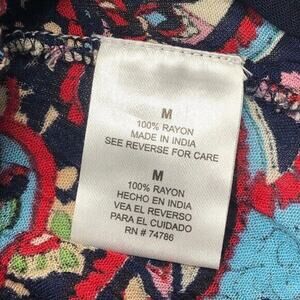 M
100% RAYON
MADE IN INDIA
SEE REVERSE FOR CARE
M
100% RAYON
HECHO EN INDIA
VEA EL REVERSO
PARA EL CUIDADO
RN # 74786